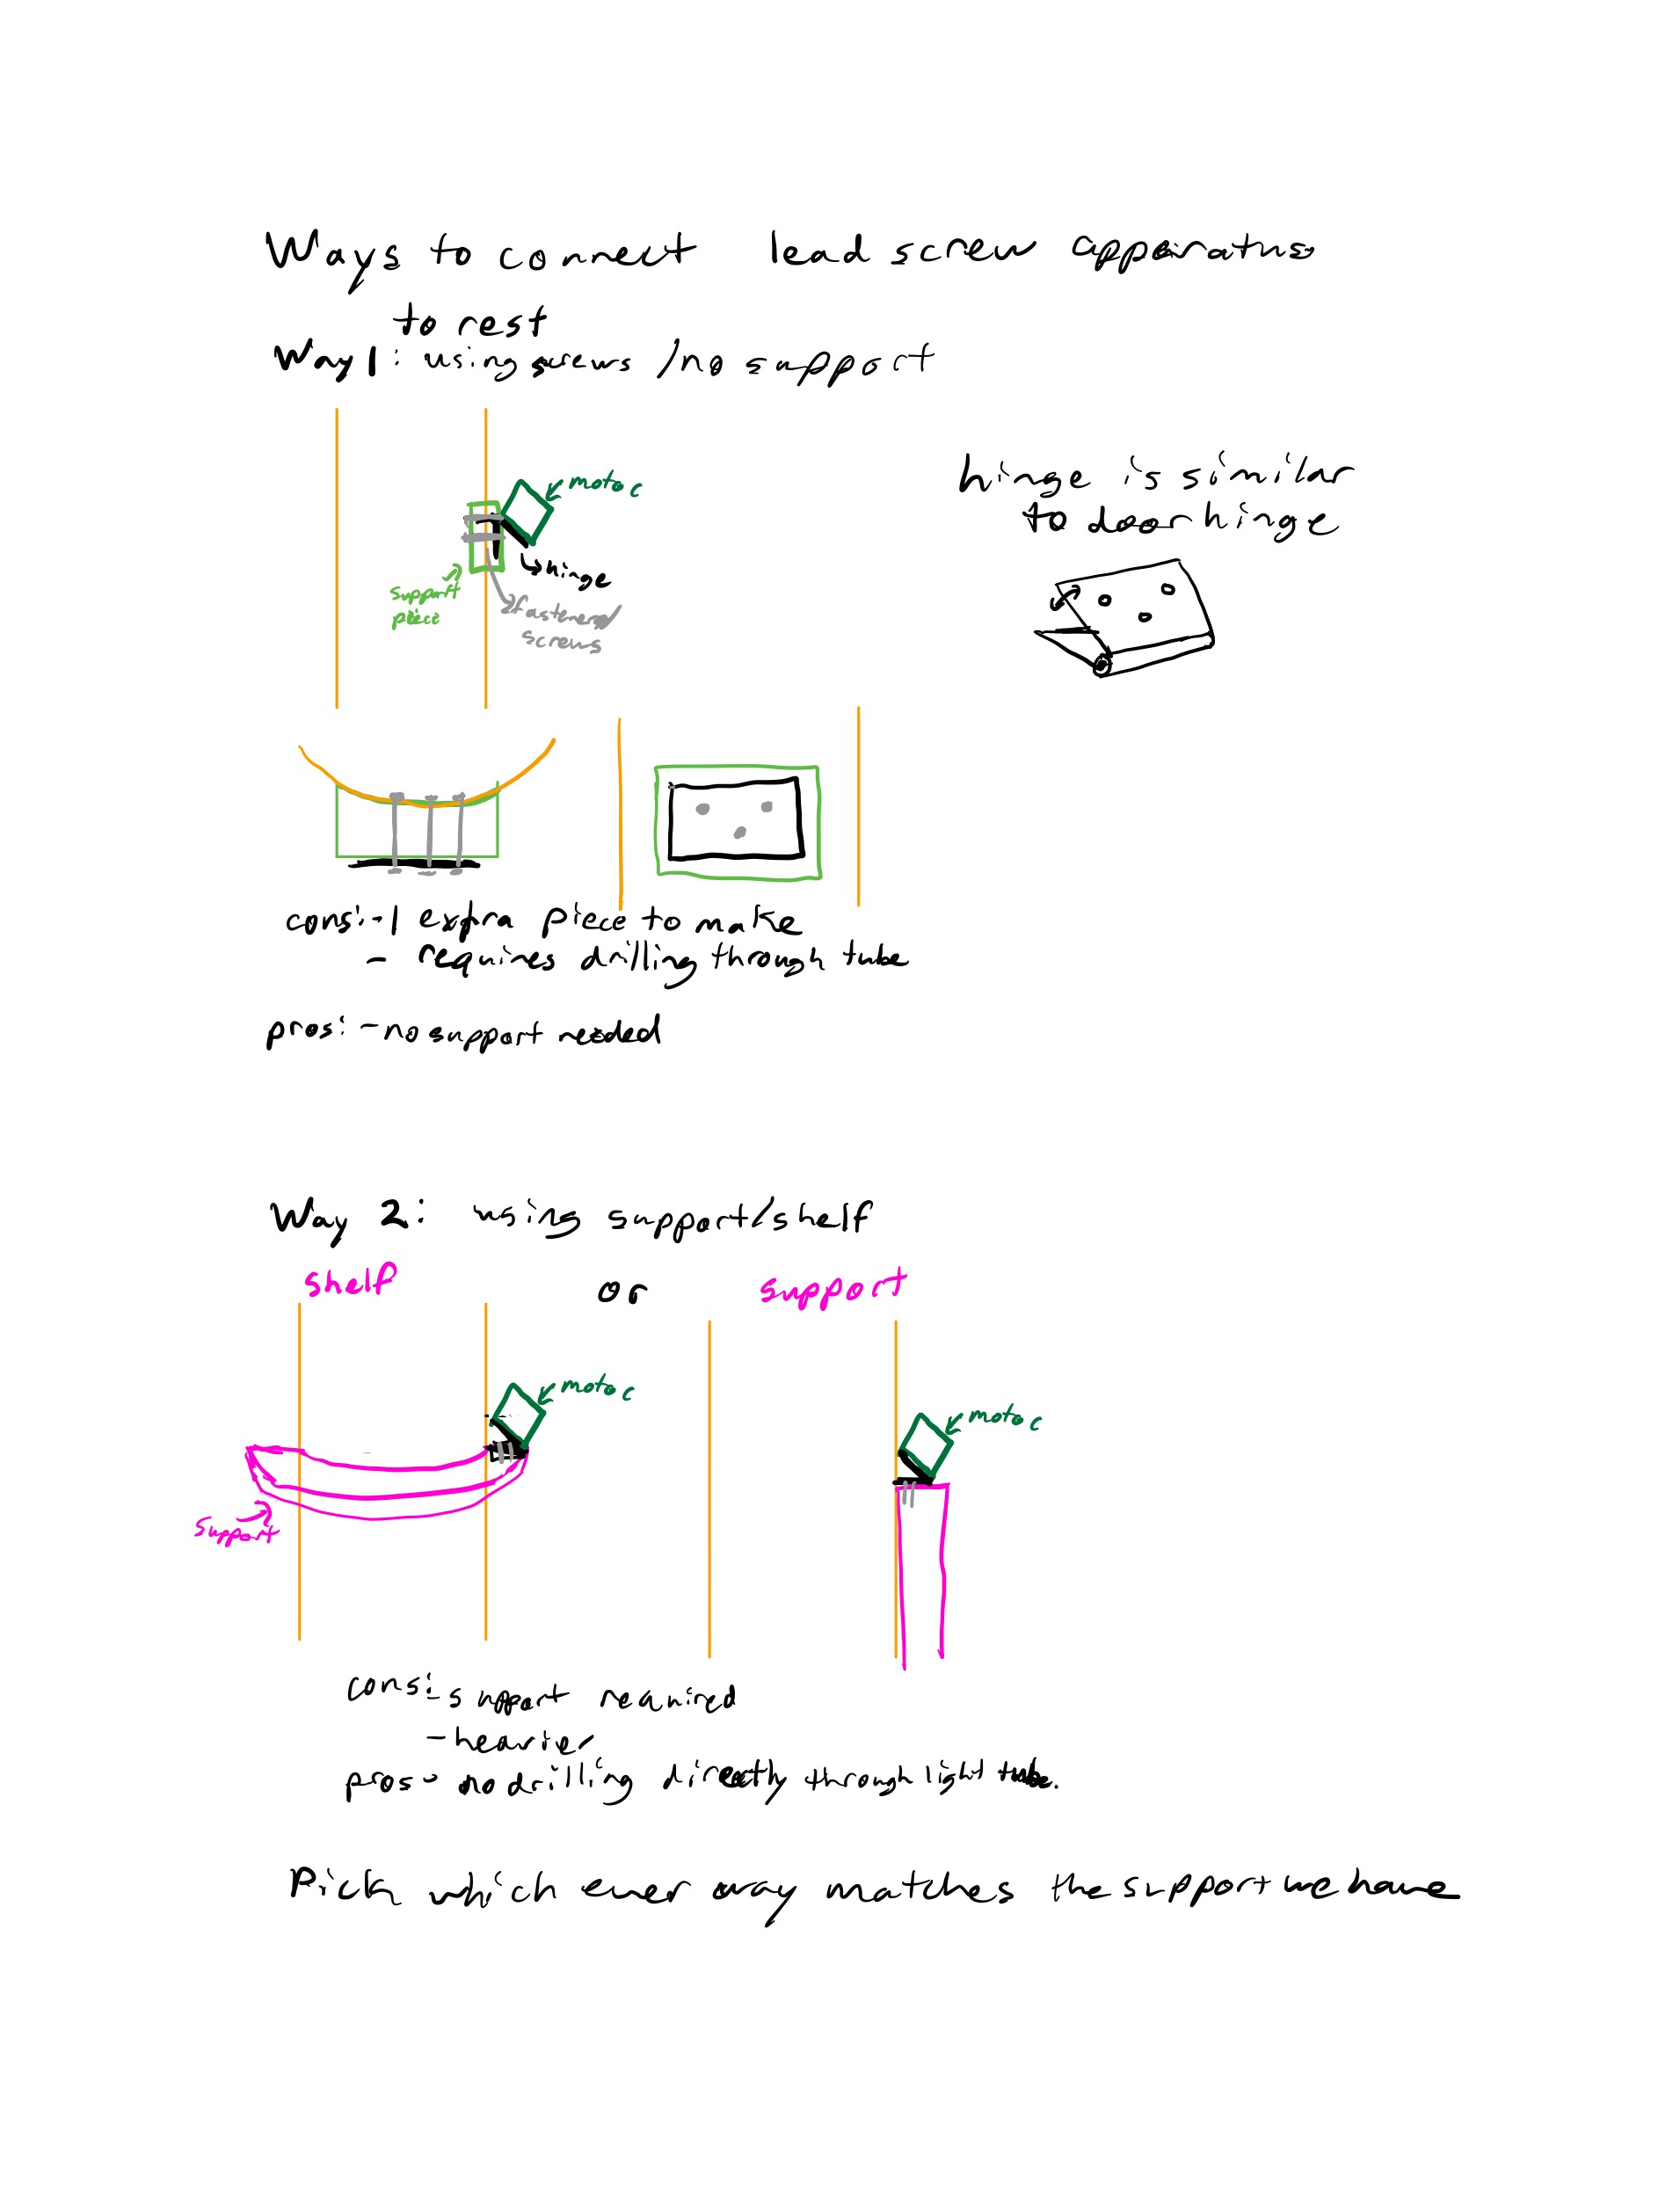 Ways to connect lead screw apparatus
to rest
Way 1: using screws / no support
motor
hinge is similar
to door hinge
hinge
support
piece
fasteners/
screws
cons:-1 extra piece to make
- requires drilling through tube
pros: - no support needed
Way 2: using support/shelf
shelf or support
motor
motor
support
cons:- support required
- heavier
pros- no drilling directly through light tube.
Pick which ever way matches the support we have